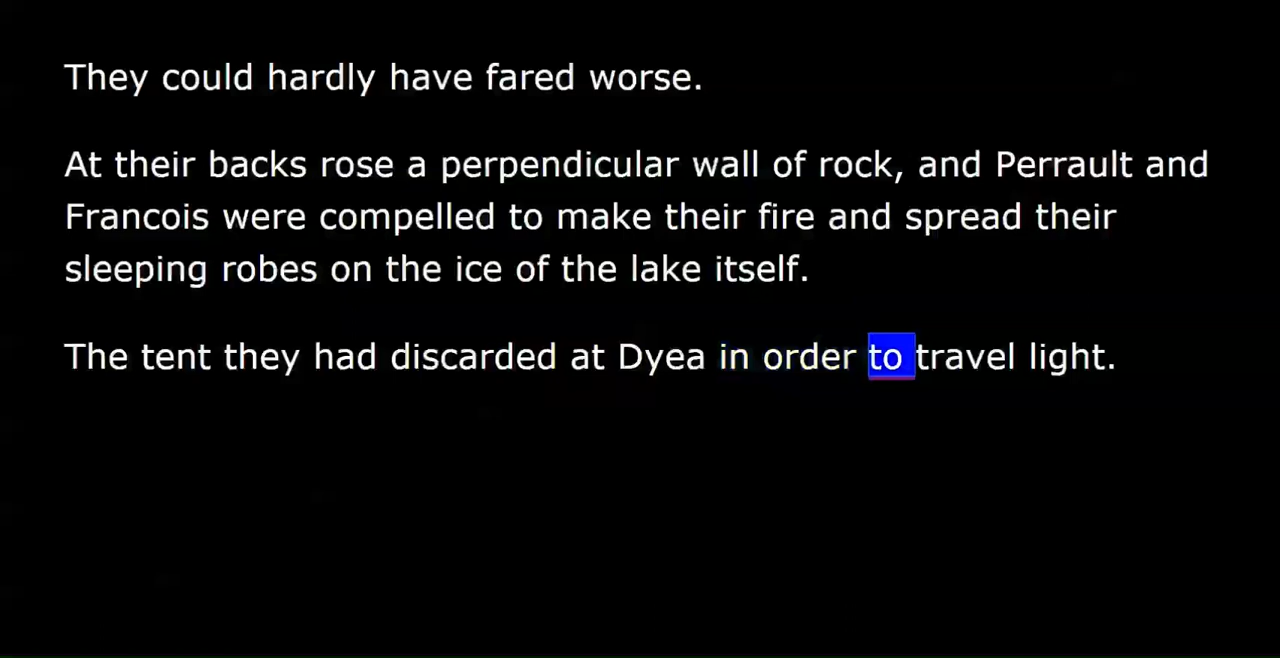 They could hardly have fared worse.
At their backs rose a perpendicular wall of rock, and Perrault and
Francois were compelled to make their fire and spread their
sleeping robes on the ice of the lake itself.
The tent they had discarded at Dyea in order to travel light.